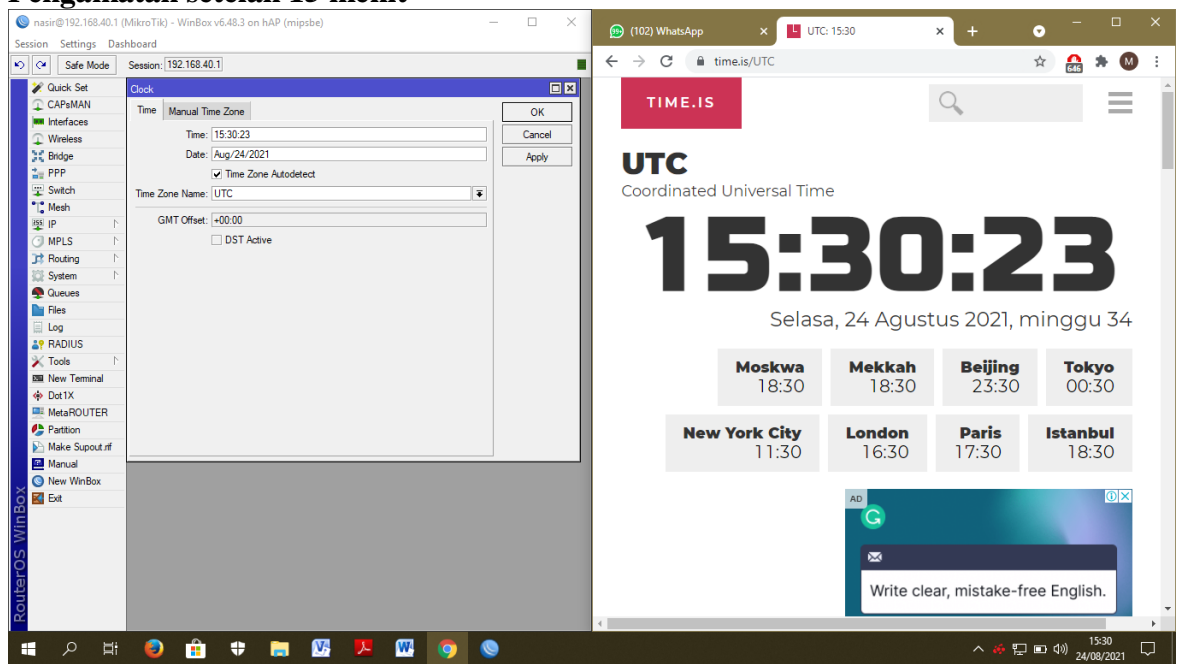 Pengamatan setelah 15 menit
nasir@192.168.40.1 (MikroTik) - WinBox v6.48.3 on hAP (mipsbe)
Session Settings Dashboard
Safe Mode Session: 192.168.40.1
Quick Set
CAPsMAN
Interfaces
Wireless
Bridge
PPP
Switch
Mesh
IP
MPLS
Routing
System
Queues
Files
Log
RADIUS
Tools
New Terminal
Dot1X
MetaROUTER
Partition
Make Supout.rif
Manual
New WinBox
Exit
RouterOS WinBox
Clock
Time Manual Time Zone
Time: 15:30:23
Date: Aug/24/2021
Time Zone Autodetect
Time Zone Name: UTC
GMT Offset: +00:00
DST Active
OK
Cancel
Apply
99+ (102) WhatsApp
UTC: 15:30
time.is/UTC
646
M
TIME.IS
UTC
Coordinated Universal Time
15:30:23
Selasa, 24 Agustus 2021, minggu 34
Moskwa
18:30
Mekkah
18:30
Beijing
23:30
Tokyo
00:30
New York City
11:30
London
16:30
Paris
17:30
Istanbul
18:30
AD
Write clear, mistake-free English.
15:30
24/08/2021